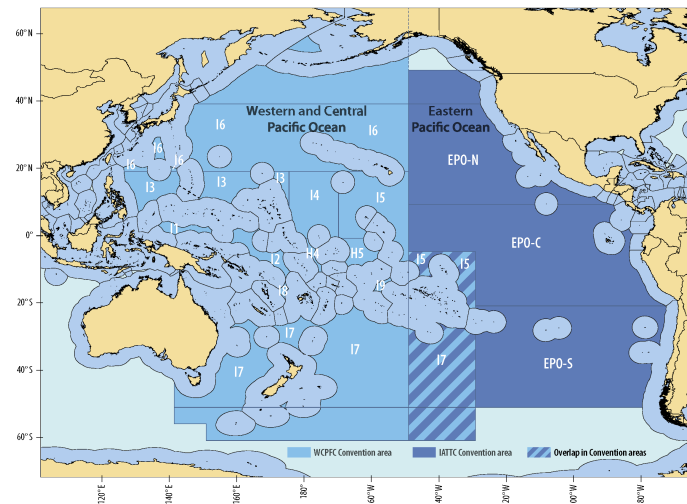 60°N
40°N
Western and Central
Pacific Ocean
Eastern
Pacific Ocean
I6
I6
I6
I6
I6
EPO-N
20°N
I3
I3
I3
I4
I5
0°
I1
I2
H4
H5
EPO-C
I5
I5
I8
I9
20°S
I7
I7
I7
I7
EPO-S
40°S
60°S
WCPFC Convention area
IATTC Convention area
Overlap in Convention areas
120°E
140°E
160°E
180°
160°W
140°W
120°W
100°W
80°W